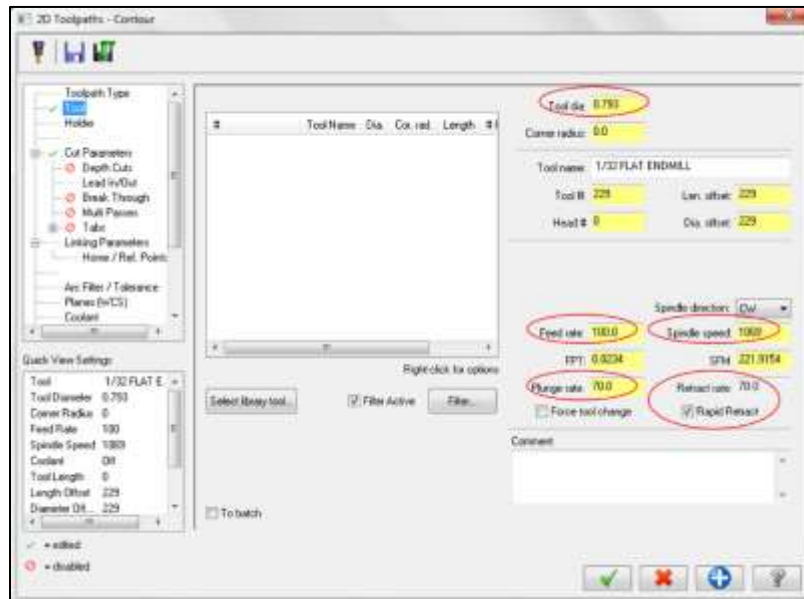 2D Toolpaths - Contour
Toolpath Type
Tool
Holder
Cut Parameters
Depth Cuts
Lead In/Out
Break Through
Multi Passes
Tabs
Linking Parameters
Home / Ref. Points
Arc Filter / Tolerance
Planes (WCS)
Coolant
Quick View Settings
Tool 1/32 FLAT E...
Tool Diameter 0.793
Corner Radius 0
Feed Rate 100
Spindle Speed 1069
Coolant Off
Tool Length 0
Length Offset 229
Diameter Off... 229
✓ = edited
= disabled
# Tool Name Dia. Cor. rad. Length #
Right-click for options
Select library tool...
Filter Active
Filter...
To batch
Tool dia: 0.793
Corner radius: 0.0
Tool name: 1/32 FLAT ENDMILL
Tool #: 229 Len. offset: 229
Head # 0 Dia. offset: 229
Spindle direction: CW
Feed rate: 100.0 Spindle speed: 1069
FPT: 0.0234 SFM 221.9154
Plunge rate: 70.0 Retract rate: 70.0
Force tool change Rapid Retract
Comment